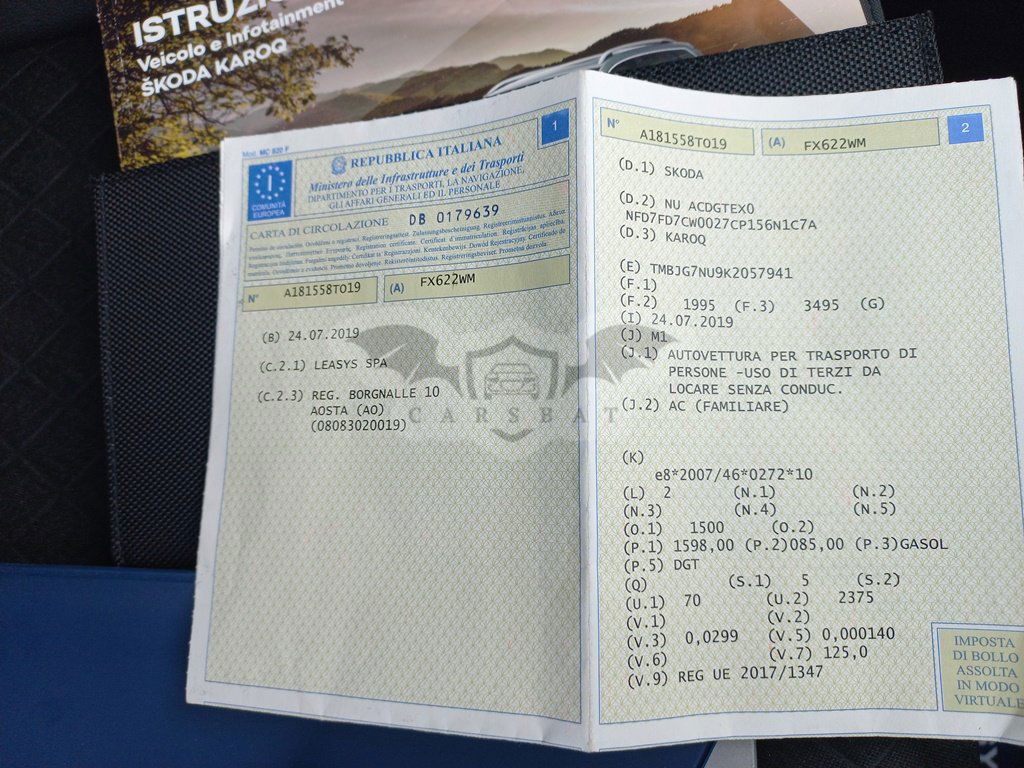 ISTRUZIO
Veicolo e Infotainment
ŠKODA KAROQ
Mod. MC 820 F
1
REPUBBLICA ITALIANA
Ministero delle Infrastrutture e dei Trasporti
DIPARTIMENTO PER I TRASPORTI, LA NAVIGAZIONE,
GLI AFFARI GENERALI ED IL PERSONALE
I
COMUNITÀ
EUROPEA
CARTA DI CIRCOLAZIONE DB 0179639
N° A181558TO19 (A) FX622WM
(B) 24.07.2019
(C.2.1) LEASYS SPA
(C.2.3) REG. BORGNALLE 10
AOSTA (AO)
(08083020019)
N° A181558TO19 (A) FX622WM 2
(D.1) SKODA
(D.2) NU ACDGTEX0
NFD7FD7CW0027CP156N1C7A
(D.3) KAROQ
(E) TMBJG7NU9K2057941
(F.1)
(F.2) 1995 (F.3) 3495 (G)
(I) 24.07.2019
(J) M1
(J.1) AUTOVETTURA PER TRASPORTO DI
PERSONE -USO DI TERZI DA
LOCARE SENZA CONDUC.
(J.2) AC (FAMILIARE)
(K)
e8*2007/46*0272*10
(L) 2 (N.1) (N.2)
(N.3) (N.4) (N.5)
(O.1) 1500 (O.2)
(P.1) 1598,00 (P.2)085,00 (P.3)GASOL
(P.5) DGT
(Q) (S.1) 5 (S.2)
(U.1) 70 (U.2) 2375
(V.1) (V.2)
(V.3) 0,0299 (V.5) 0,000140
(V.6) (V.7) 125,0
(V.9) REG UE 2017/1347
IMPOSTA
DI BOLLO
ASSOLTA
IN MODO
VIRTUALE
CARSBAT